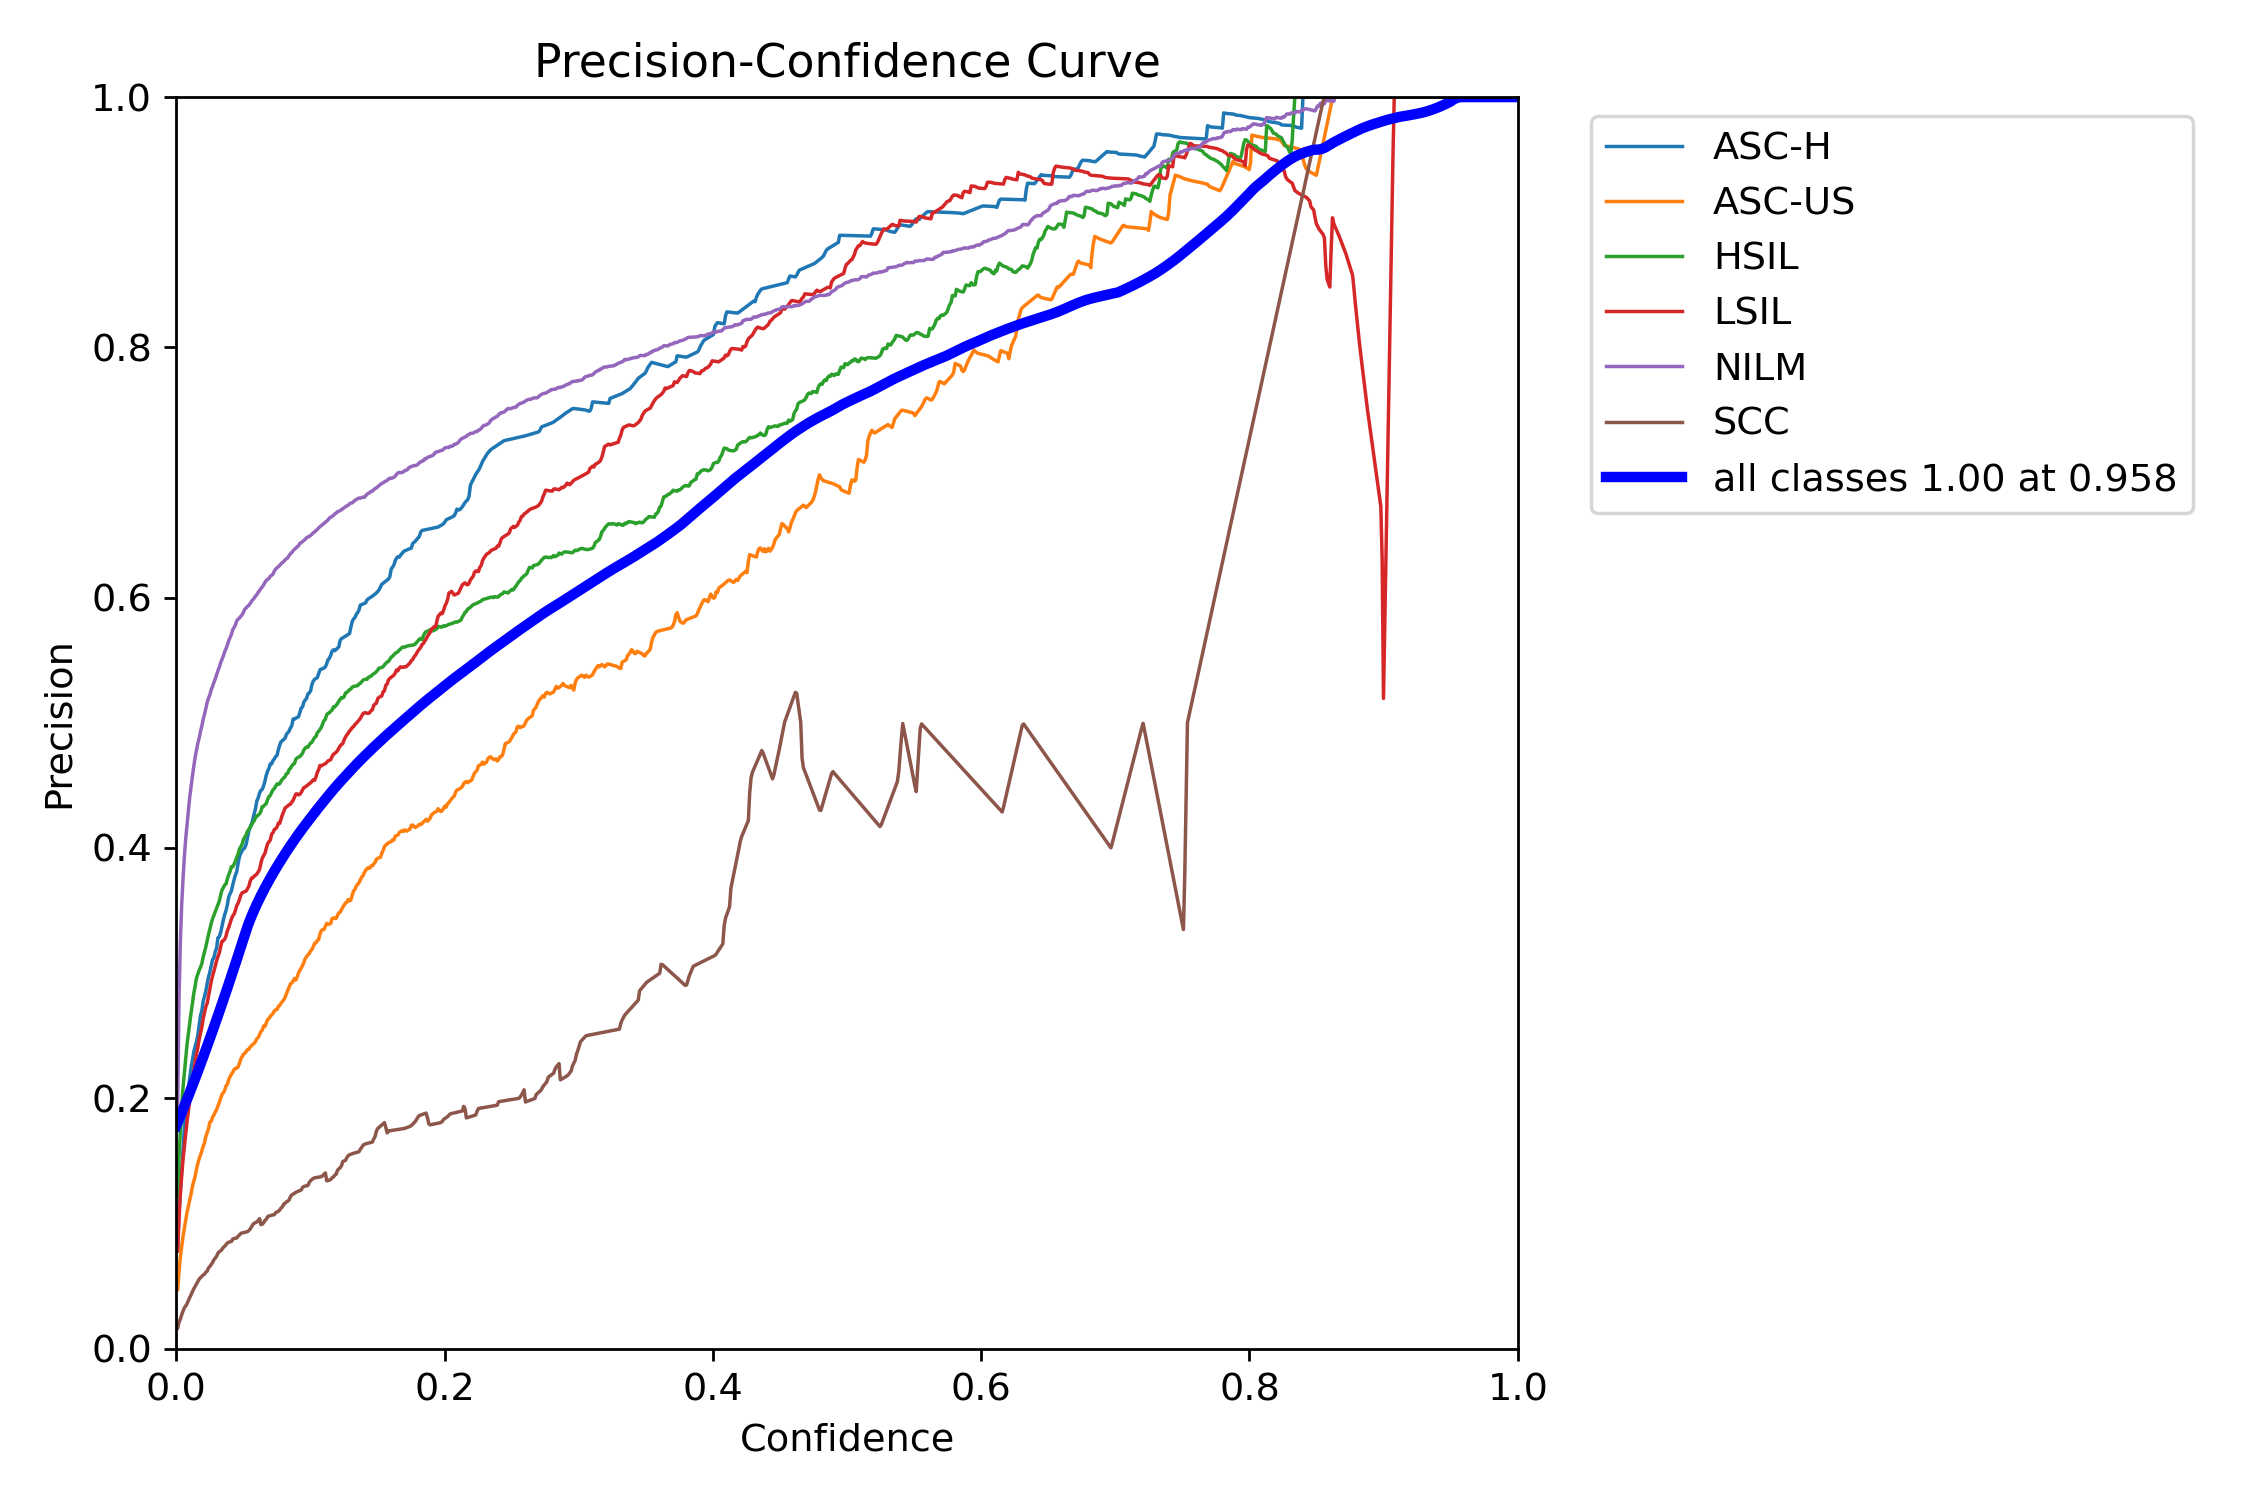 Precision-Confidence Curve
1.0
0.8
0.6
0.4
0.2
0.0
Precision
0.0 0.2 0.4 0.6 0.8 1.0
Confidence
ASC-H
ASC-US
HSIL
LSIL
NILM
SCC
all classes 1.00 at 0.958